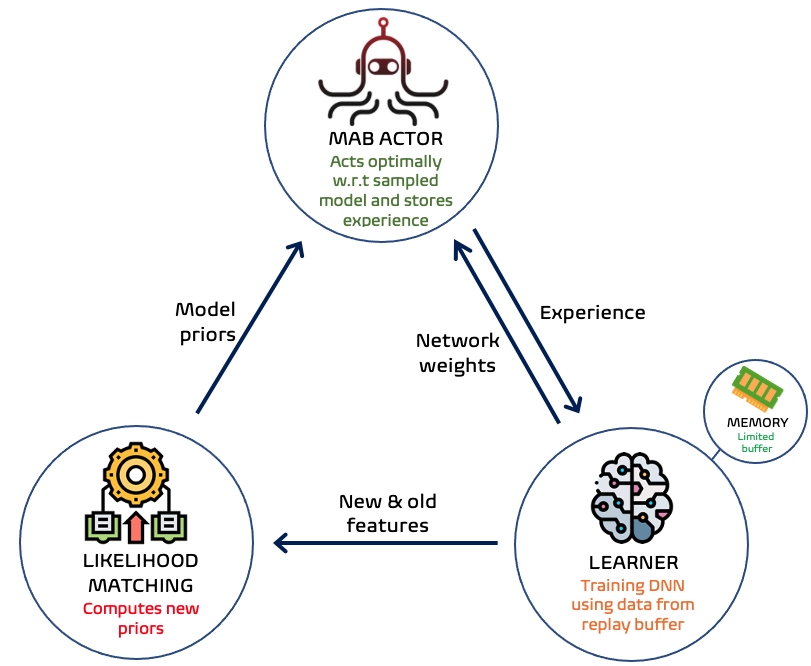 MAB ACTOR
Acts optimally
w.r.t sampled
model and stores
experience
Model
priors
Network
weights
Experience
MEMORY
Limited
buffer
New & old
features
LIKELIHOOD
MATCHING
Computes new
priors
LEARNER
Training DNN
using data from
replay buffer